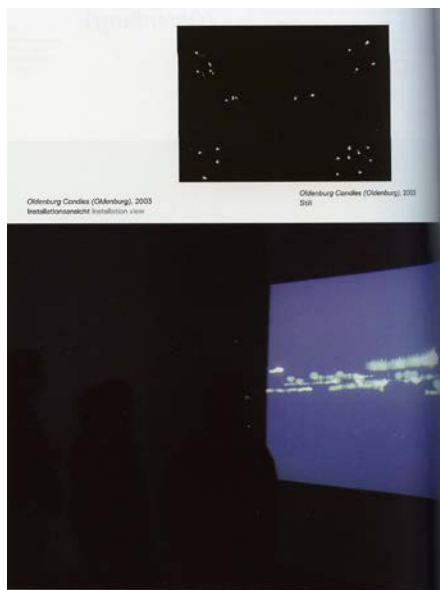 Oldenburg Candles (Oldenburg), 2003
Installationsansicht Installation view
Oldenburg Candles (Oldenburg), 2003
Still